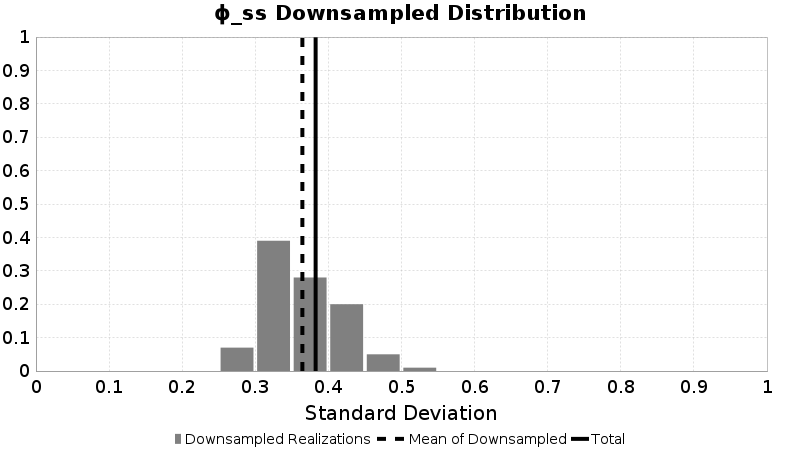 ϕ_ss Downsampled Distribution
1
0.9
0.8
0.7
0.6
0.5
0.4
0.3
0.2
0.1
0
0 0.1 0.2 0.3 0.4 0.5 0.6 0.7 0.8 0.9 1
Standard Deviation
Downsampled Realizations Mean of Downsampled Total